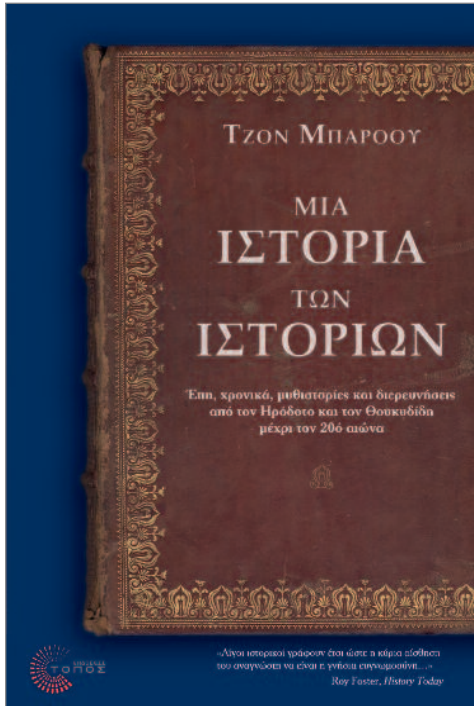 ΤΖΟΝ ΜΠΑΡΟΟΥ
ΜΙΑ
ΙΣΤΟΡΙΑ
ΤΩΝ
ΙΣΤΟΡΙΩΝ
Έπη, χρονικά, μυθιστορίες και διερευνήσεις
από τον Ηρόδοτο και τον Θουκυδίδη
μέχρι τον 20ό αιώνα
«Λίγοι ιστορικοί γράφουν έτσι ώστε η κύρια αίσθηση
του αναγνώστη να είναι η γνήσια ευγνωμοσύνη....»
Roy Foster, History Today
ΕΚΔΟΣΕΙΣ
ΤΟΠΟΣ